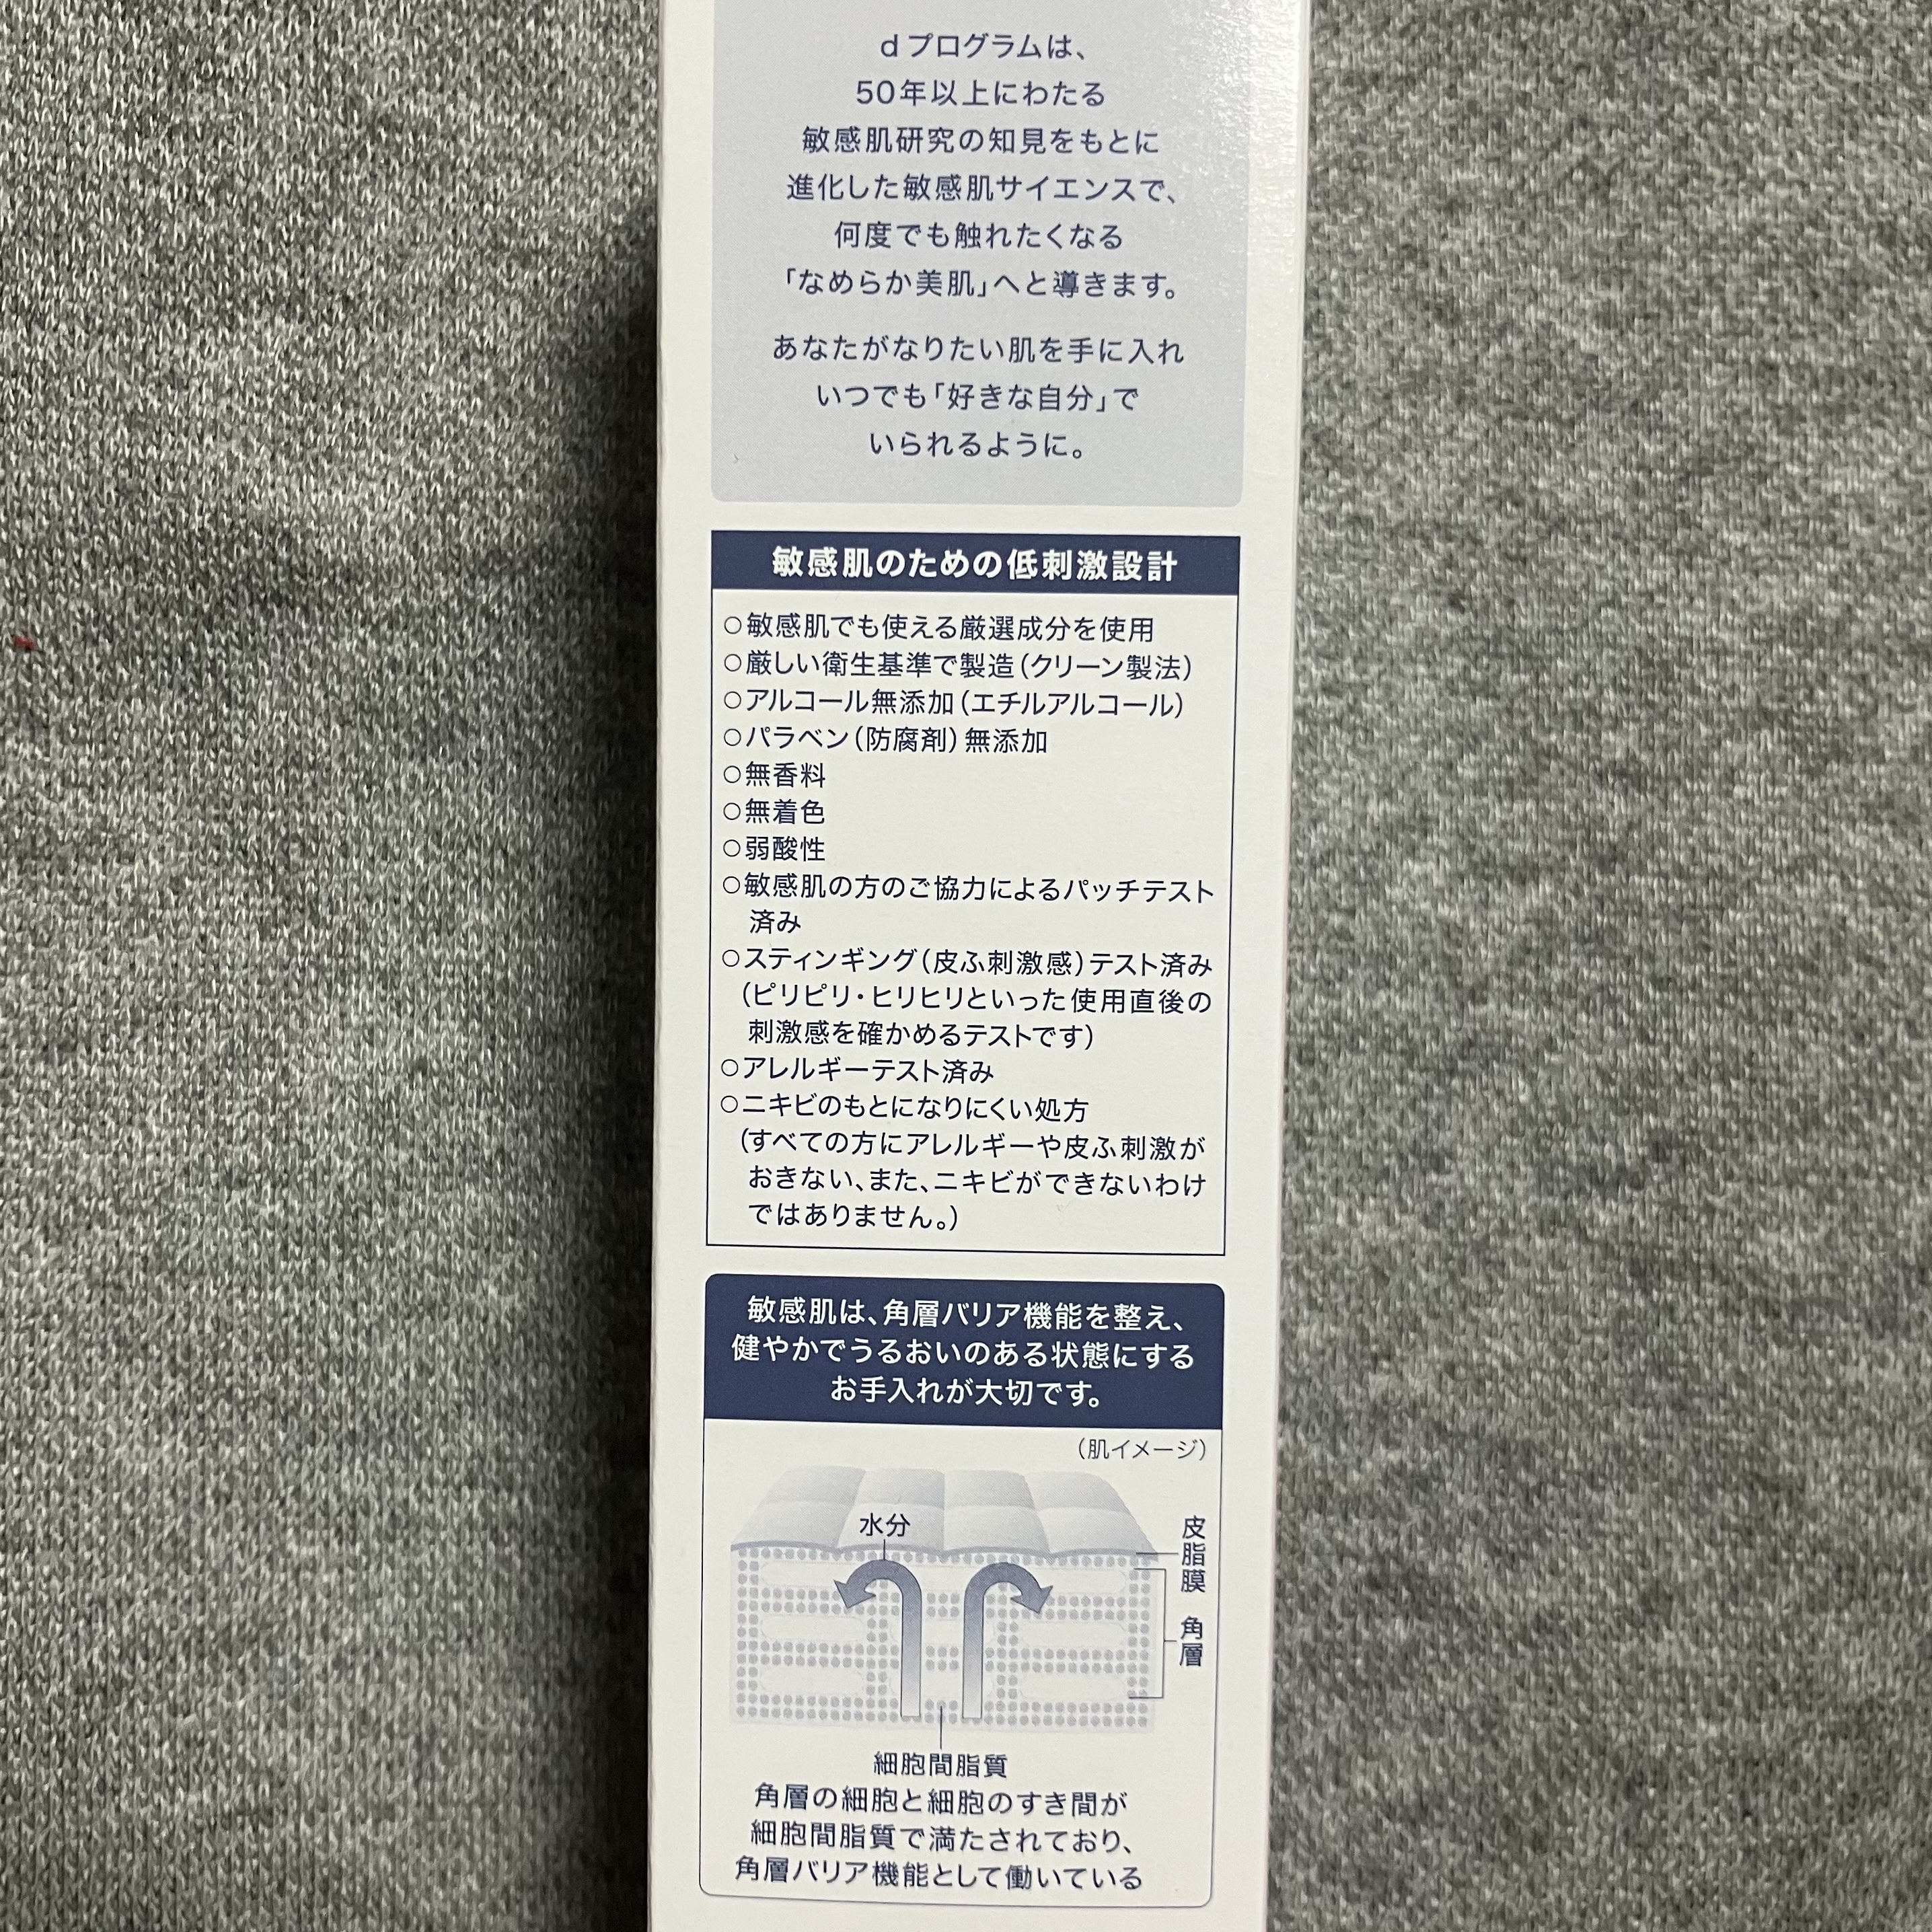 d プログラムは、
50年以上にわたる
敏感肌研究の知見をもとに
進化した敏感肌サイエンスで、
何度でも触れたくなる
「なめらか美肌」へと導きます。
あなたがなりたい肌を手に入れ
いつでも「好きな自分」で
いられるように。
敏感肌のための低刺激設計
○敏感肌でも使える厳選成分を使用
○厳しい衛生基準で製造(クリーン製法)
○アルコール無添加(エチルアルコール)
○パラベン(防腐剤)無添加
○無香料
○無着色
○弱酸性
○敏感肌の方のご協力によるパッチテスト
済み
○スティンギング(皮ふ刺激感)テスト済み
(ピリピリ・ヒリヒリといった使用直後の
刺激感を確かめるテストです)
○アレルギーテスト済み
○ニキビのもとになりにくい処方
(すべての方にアレルギーや皮ふ刺激が
おきない、また、ニキビができないわけ
ではありません。)
敏感肌は、角層バリア機能を整え、
健やかでうるおいのある状態にする
お手入れが大切です。
(肌イメージ)
水分
皮脂膜
角層
細胞間脂質
角層の細胞と細胞のすき間が
細胞間脂質で満たされており、
角層バリア機能として働いている